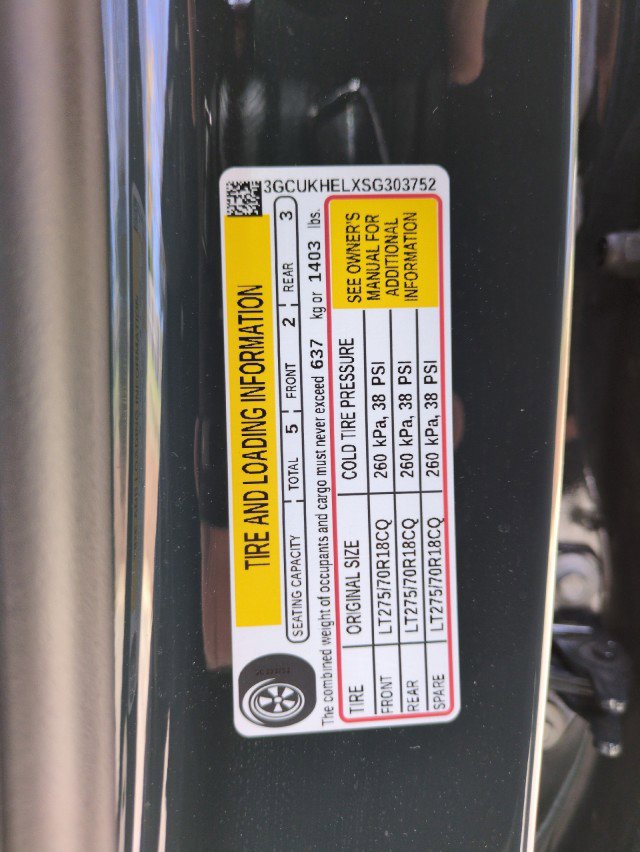 3GCUKHELXSG303752
TIRE AND LOADING INFORMATION
SEATING CAPACITY TOTAL 5 FRONT 2 REAR 3
The combined weight of occupants and cargo must never exceed 637 kg or 1403 lbs.
TIRE ORIGINAL SIZE COLD TIRE PRESSURE
FRONT LT275/70R18CQ 260 kPa, 38 PSI
REAR LT275/70R18CQ 260 kPa, 38 PSI
SPARE LT275/70R18CQ 260 kPa, 38 PSI
SEE OWNER'S
MANUAL FOR
ADDITIONAL
INFORMATION